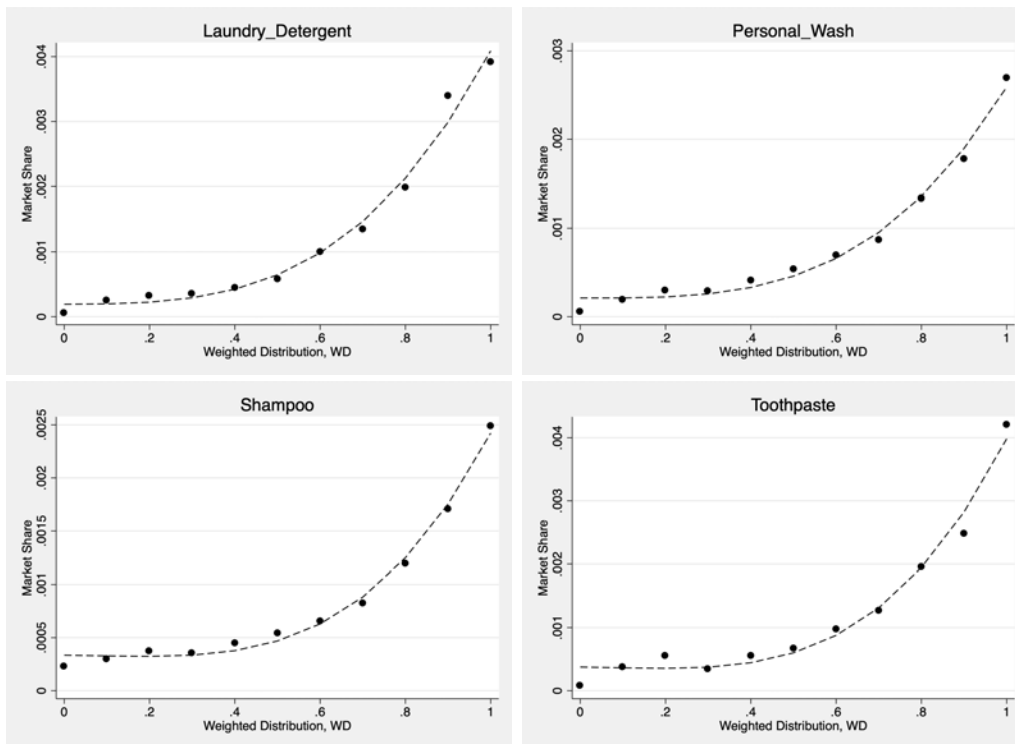 Laundry_Detergent
Market Share
.004
.003
.002
.001
0
0 .2 .4 .6 .8 1
Weighted Distribution, WD
Personal_Wash
Market Share
.003
.002
.001
0
0 .2 .4 .6 .8 1
Weighted Distribution, WD
Shampoo
Market Share
.0025
.002
.0015
.001
.0005
0
0 .2 .4 .6 .8 1
Weighted Distribution, WD
Toothpaste
Market Share
.004
.003
.002
.001
0
0 .2 .4 .6 .8 1
Weighted Distribution, WD